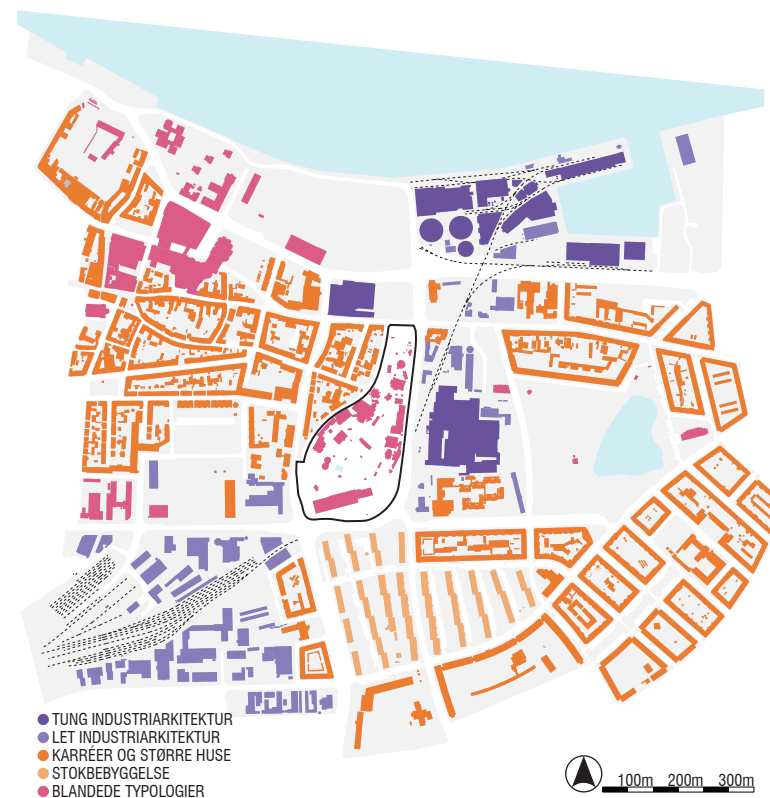 TUNG INDUSTRIARKITEKTUR
LET INDUSTRIARKITEKTUR
KARRÉER OG STØRRE HUSE
STOKBEBYGGELSE
BLANDEDE TYPOLOGIER
100m 200m 300m